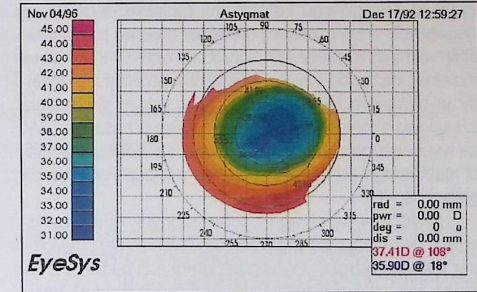 Nov 04/96 Astyqmat Dec 17/92 12:59:27
45.00
44.00
43.00
42.00
41.00
40.00
39.00
38.00
37.00
36.00
35.00
34.00
33.00
32.00
31.00
105 90 75
120 60
135 45
150 30
165 15
180 0
195
210 330
225 315
240 300
255 270 285
rad = 0.00 mm
pwr = 0.00 D
deg = 0 o
dis = 0.00 mm
37.41D @ 108°
35.90D @ 18°
EyeSys